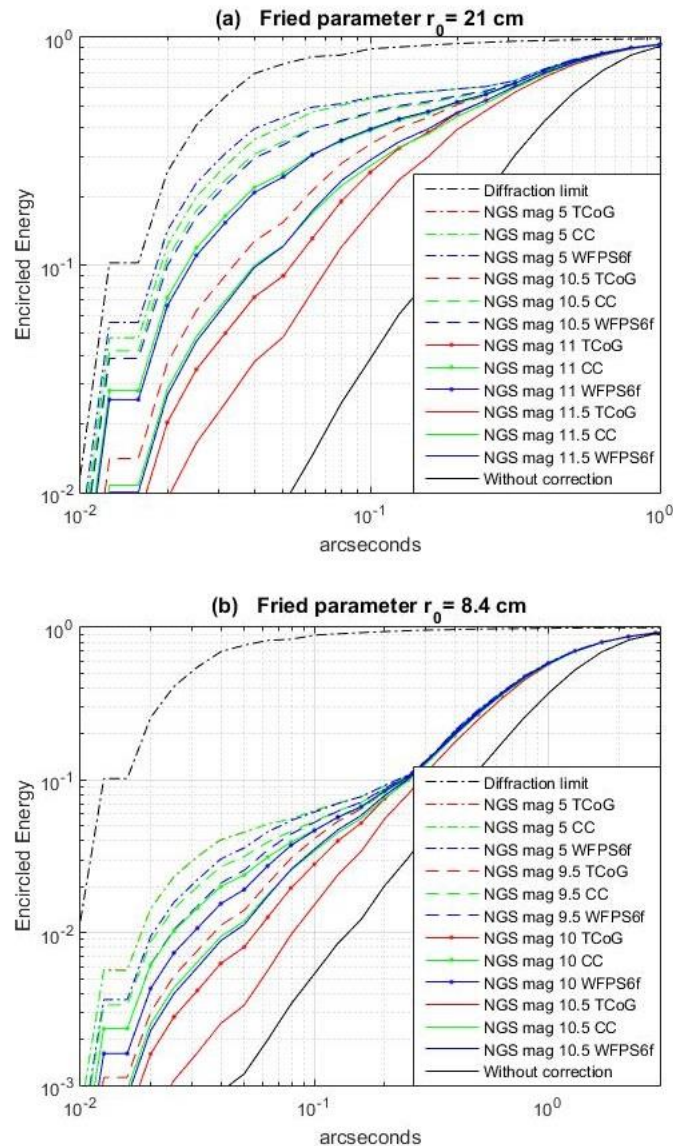 (a) Fried parameter r0= 21 cm
10^0
10^-1
10^-2
Encircled Energy
Diffraction limit
NGS mag 5 TCoG
NGS mag 5 CC
NGS mag 5 WFPS6f
NGS mag 10.5 TCoG
NGS mag 10.5 CC
NGS mag 10.5 WFPS6f
NGS mag 11 TCoG
NGS mag 11 CC
NGS mag 11 WFPS6f
NGS mag 11.5 TCoG
NGS mag 11.5 CC
NGS mag 11.5 WFPS6f
Without correction
10^-2 10^-1 10^0
arcseconds
(b) Fried parameter r0= 8.4 cm
10^0
10^-1
10^-2
10^-3
Encircled Energy
Diffraction limit
NGS mag 5 TCoG
NGS mag 5 CC
NGS mag 5 WFPS6f
NGS mag 9.5 TCoG
NGS mag 9.5 CC
NGS mag 9.5 WFPS6f
NGS mag 10 TCoG
NGS mag 10 CC
NGS mag 10 WFPS6f
NGS mag 10.5 TCoG
NGS mag 10.5 CC
NGS mag 10.5 WFPS6f
Without correction
10^-2 10^-1 10^0
arcseconds